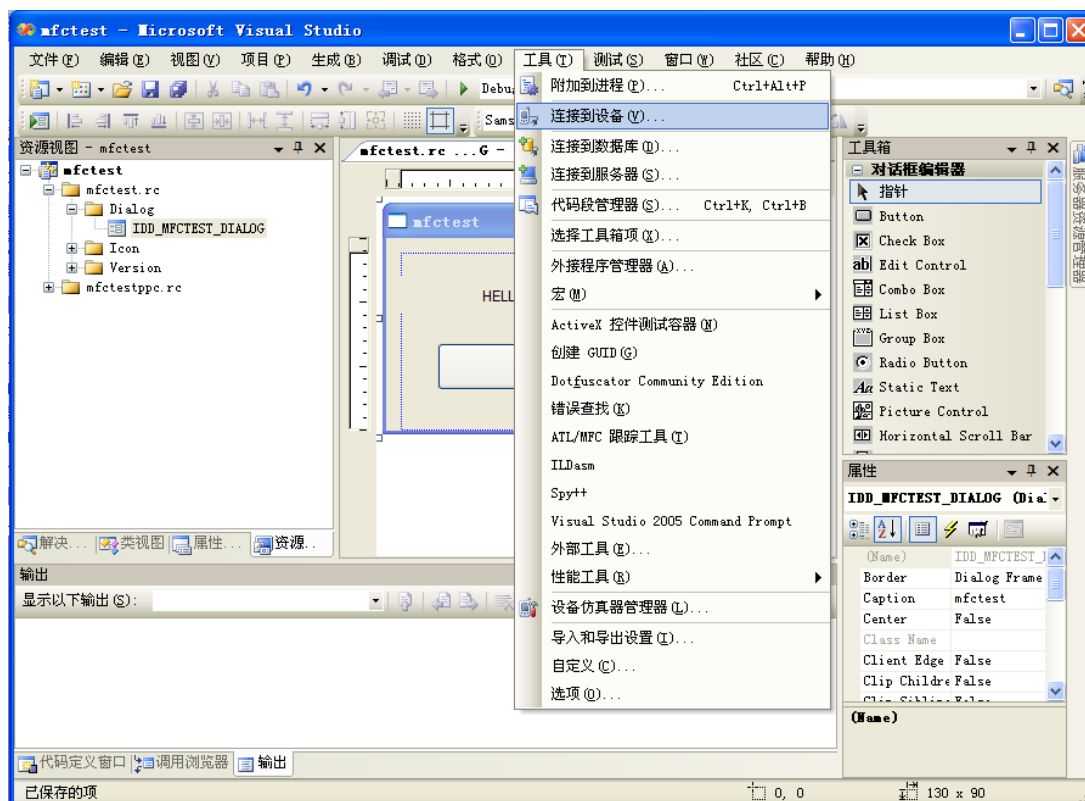 mfctest - Microsoft Visual Studio
文件(F) 编辑(E) 视图(V) 项目(P) 生成(B) 调试(D) 格式(O) 工具(T) 测试(S) 窗口(W) 社区(C) 帮助(H)
Debu
Sans
资源视图 - mfctest
mfctest
mfctest.rc
Dialog
IDD_MFCTEST_DIALOG
Icon
Version
mfctestppc.rc
解决... 类视图 属性... 资源..
mfctest.rc ...G -
mfctest
HELL
附加到进程(P)... Ctrl+Alt+P
连接到设备(V)...
连接到数据库(D)...
连接到服务器(S)...
代码段管理器(S)... Ctrl+K, Ctrl+B
选择工具箱项(X)...
外接程序管理器(A)...
宏(M)
ActiveX 控件测试容器(N)
创建 GUID(G)
Dotfuscator Community Edition
错误查找(K)
ATL/MFC 跟踪工具(T)
ILDasm
Spy++
Visual Studio 2005 Command Prompt
外部工具(E)...
性能工具(R)
设备仿真器管理器(L)...
导入和导出设置(I)...
自定义(C)...
选项(O)...
工具箱
对话框编辑器
指针
Button
Check Box
Edit Control
Combo Box
List Box
Group Box
Radio Button
Static Text
Picture Control
Horizontal Scroll Bar
服务器资源管理器
属性
IDD_MFCTEST_DIALOG (Dia
(Name) IDD_MFCTEST_
Border Dialog Frame
Caption mfctest
Center False
Class Name
Client Edge False
Clip Childre False
(Name)
输出
显示以下输出(S):
代码定义窗口 调用浏览器 输出
已保存的项 0, 0 130 x 90